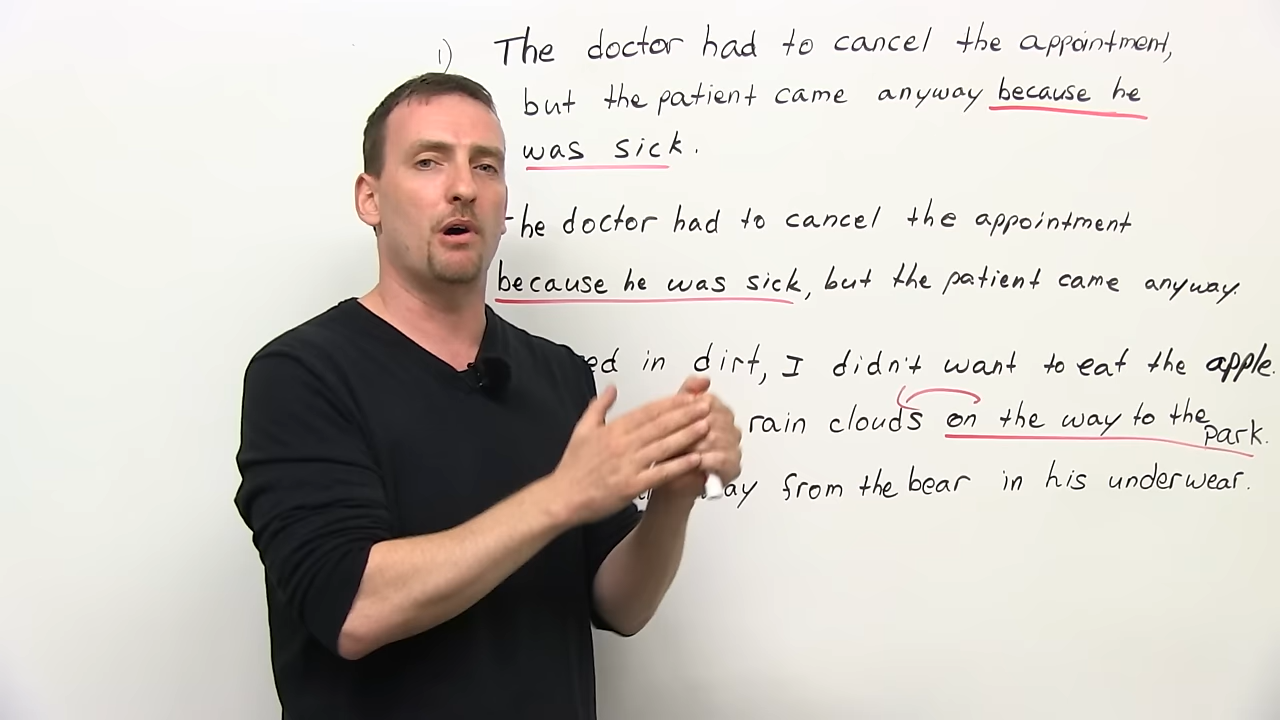 1) The doctor had to cancel the appointment,
but the patient came anyway because he
was sick.
he doctor had to cancel the appointment
because he was sick, but the patient came anyway.
ed in dirt, I didn't want to eat the apple.
rain clouds on the way to the park.
ay from the bear in his underwear.